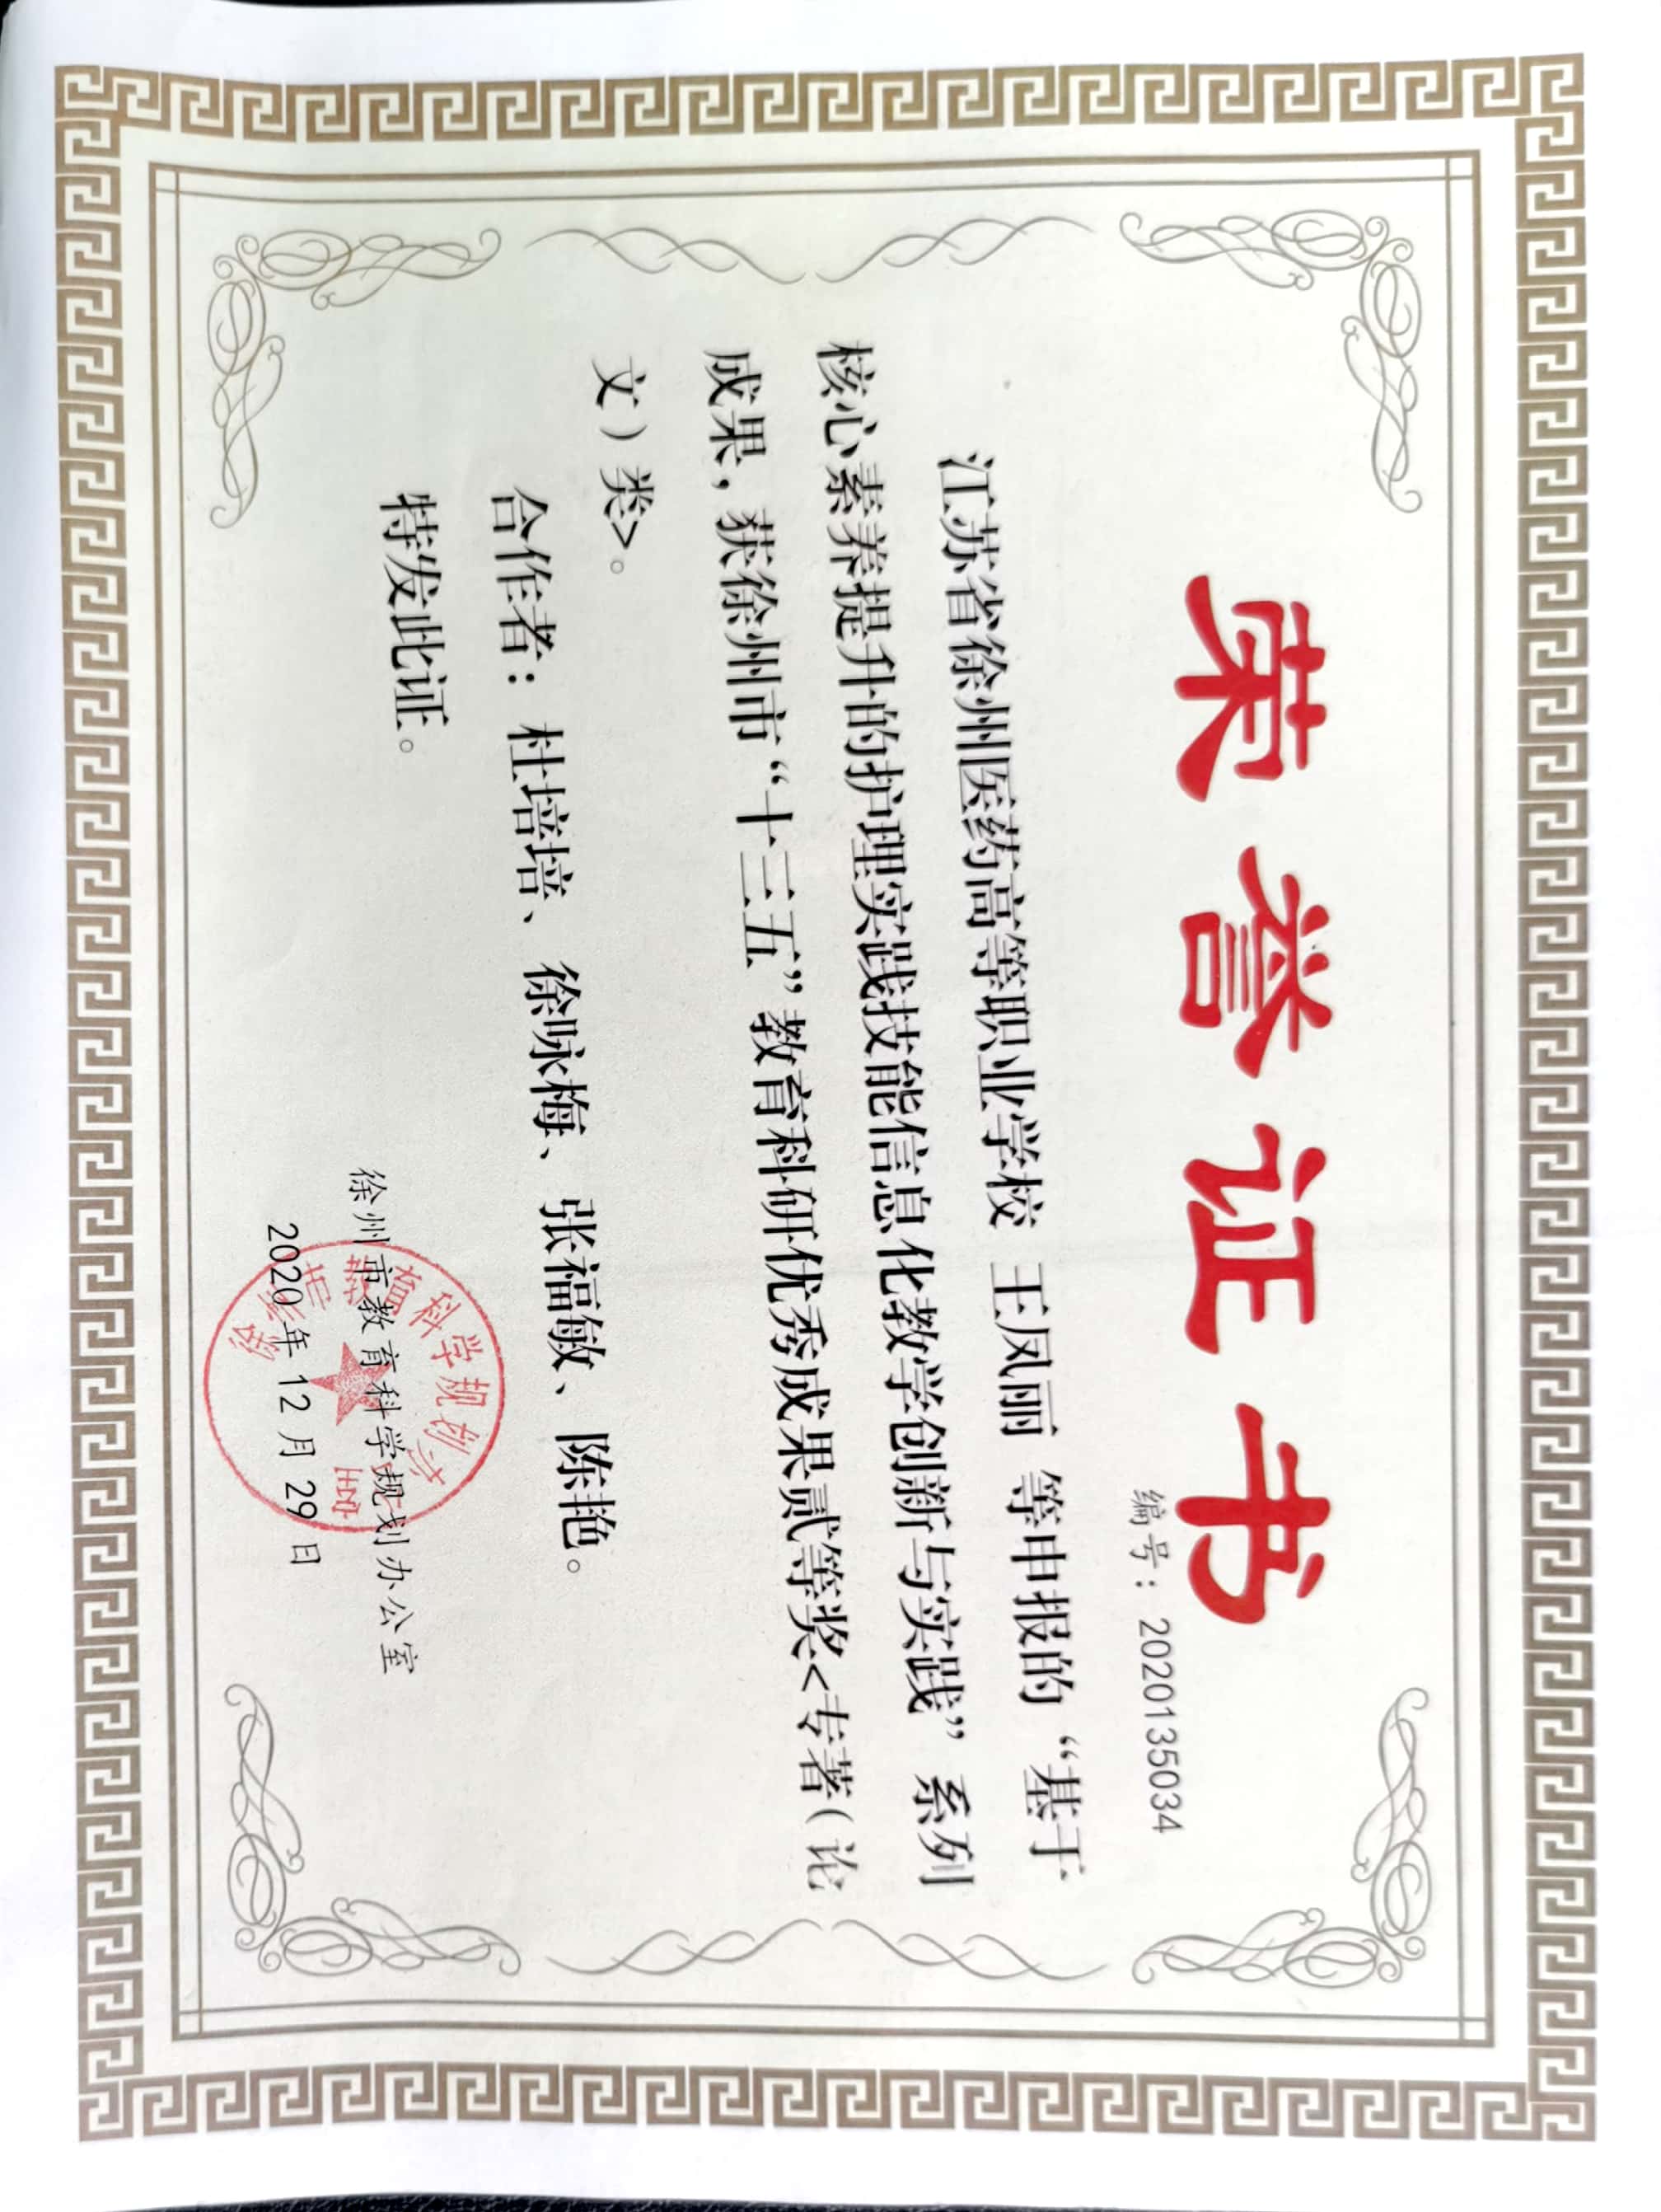 荣誉证书
编号：2020135034
江苏省徐州医药高等职业学校 王凤丽 等申报的“基于
核心素养提升的护理实践技能信息化教学创新与实践”系列
成果，获徐州市“十三五”教育科研优秀成果贰等奖<专著(论
文)类>。
合作者：杜培培、徐咏梅、张福敏、陈艳。
特发此证。
徐州市教育科学规划办公室
2020年12月29日